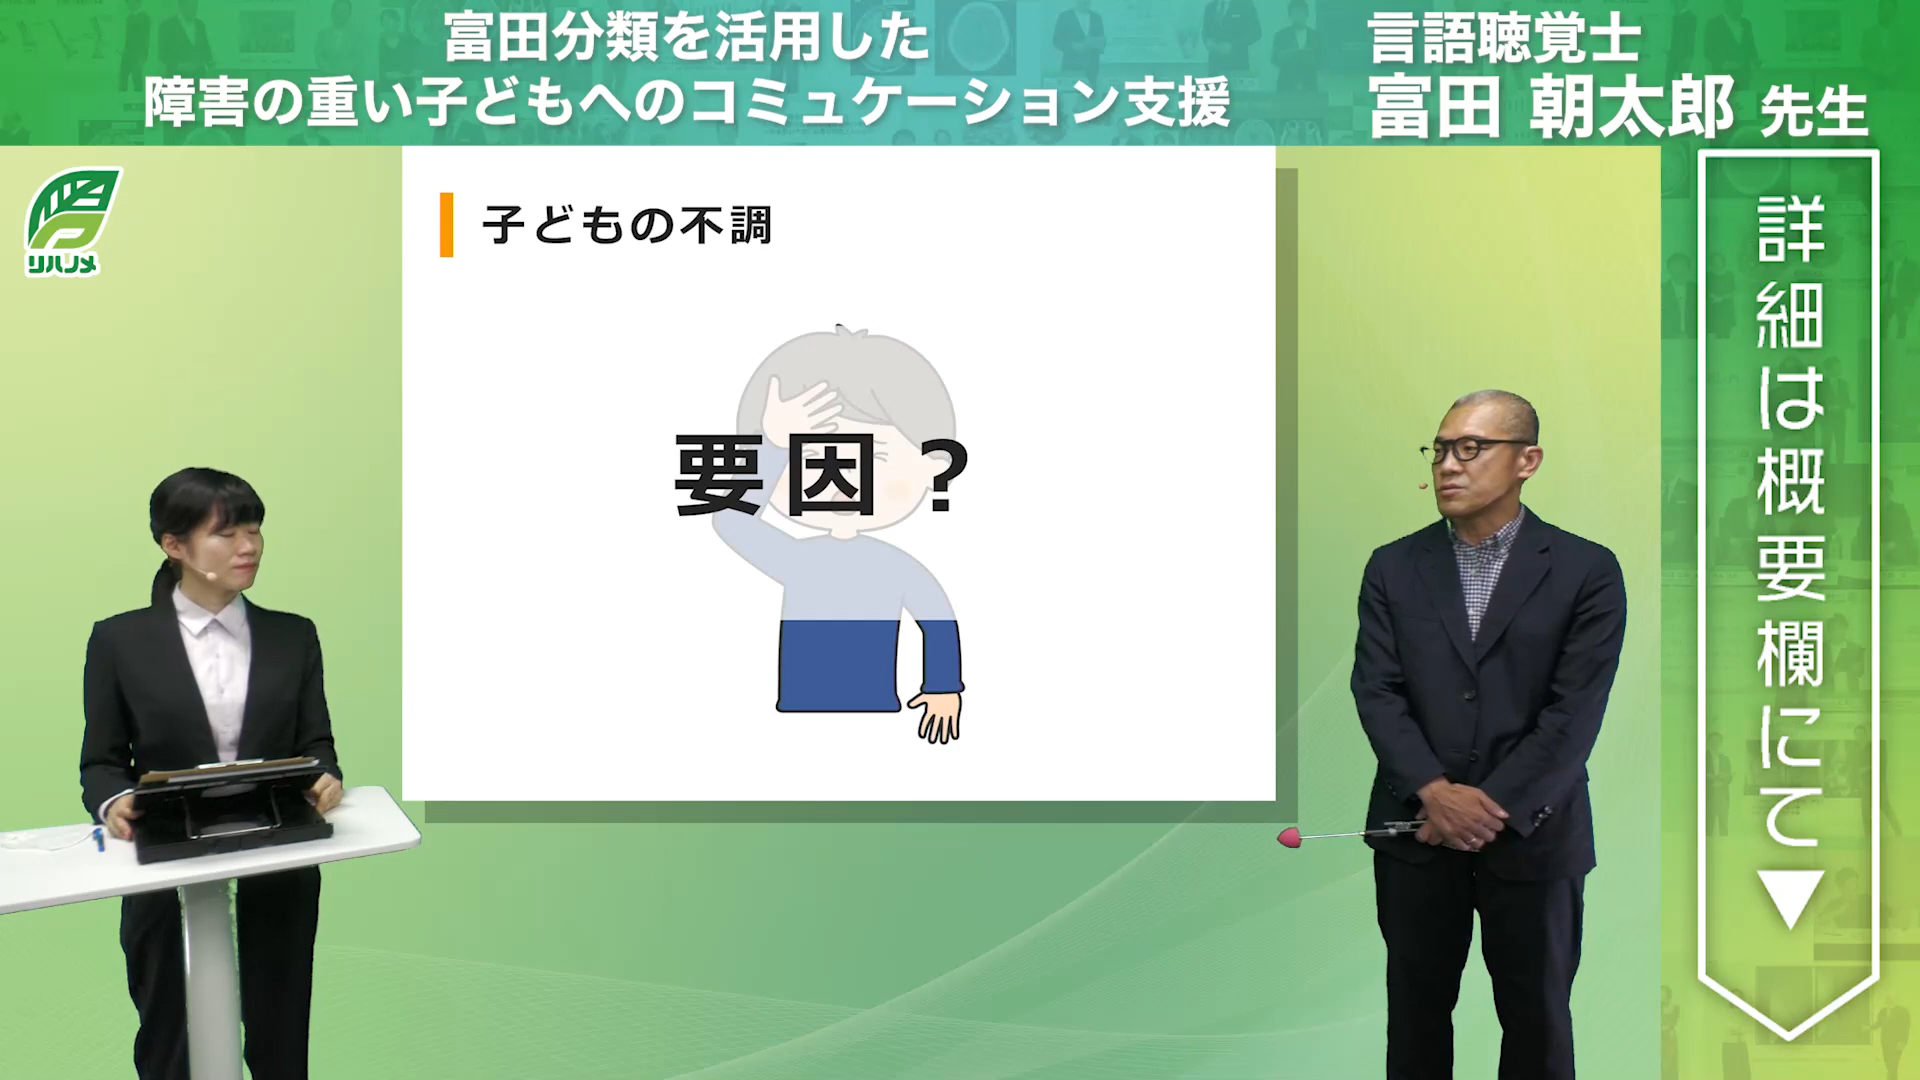 富田分類を活用した
障害の重い子どもへのコミュケーション支援
言語聴覚士
富田 朝太郎 先生
リハノメ
子どもの不調
要因？
詳細は概要欄にて▼